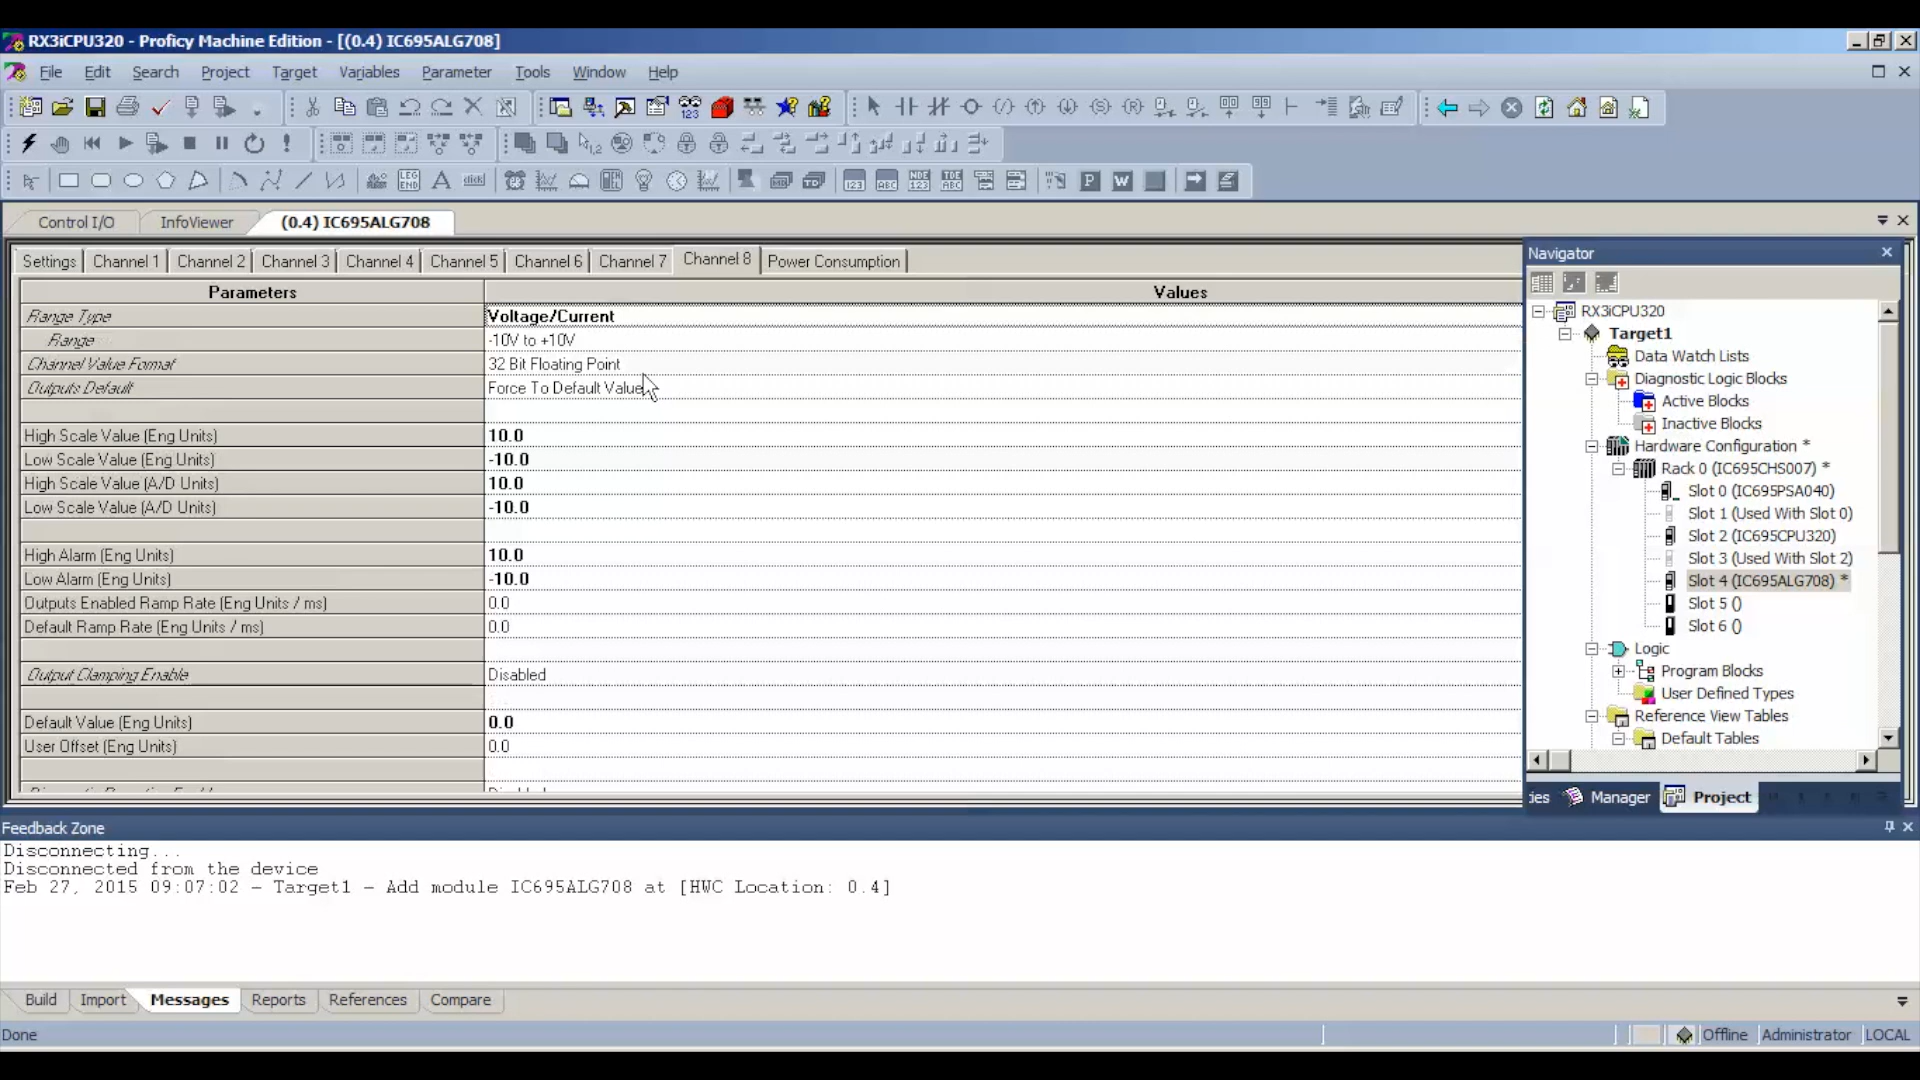 RX3iCPU320 - Proficy Machine Edition - [(0.4) IC695ALG708]
File Edit Search Project Target Variables Parameter Tools Window Help
Control I/O InfoViewer (0.4) IC695ALG708
Settings Channel 1 Channel 2 Channel 3 Channel 4 Channel 5 Channel 6 Channel 7 Channel 8 Power Consumption
Parameters Values
Range Type Voltage/Current
Range -10V to +10V
Channel Value Format 32 Bit Floating Point
Outputs Default Force To Default Value
High Scale Value (Eng Units) 10.0
Low Scale Value (Eng Units) -10.0
High Scale Value (A/D Units) 10.0
Low Scale Value (A/D Units) -10.0
High Alarm (Eng Units) 10.0
Low Alarm (Eng Units) -10.0
Outputs Enabled Ramp Rate (Eng Units / ms) 0.0
Default Ramp Rate (Eng Units / ms) 0.0
Output Clamping Enable Disabled
Default Value (Eng Units) 0.0
User Offset (Eng Units) 0.0
Navigator
RX3iCPU320
Target1
Data Watch Lists
Diagnostic Logic Blocks
Active Blocks
Inactive Blocks
Hardware Configuration *
Rack 0 (IC695CHS007) *
Slot 0 (IC695PSA040)
Slot 1 (Used With Slot 0)
Slot 2 (IC695CPU320)
Slot 3 (Used With Slot 2)
Slot 4 (IC695ALG708) *
Slot 5 ()
Slot 6 ()
Logic
Program Blocks
User Defined Types
Reference View Tables
Default Tables
ties Manager Project
Feedback Zone
Disconnecting...
Disconnected from the device
Feb 27, 2015 09:07:02 - Target1 - Add module IC695ALG708 at [HWC Location: 0.4]
Build Import Messages Reports References Compare
Done Offline Administrator LOCAL